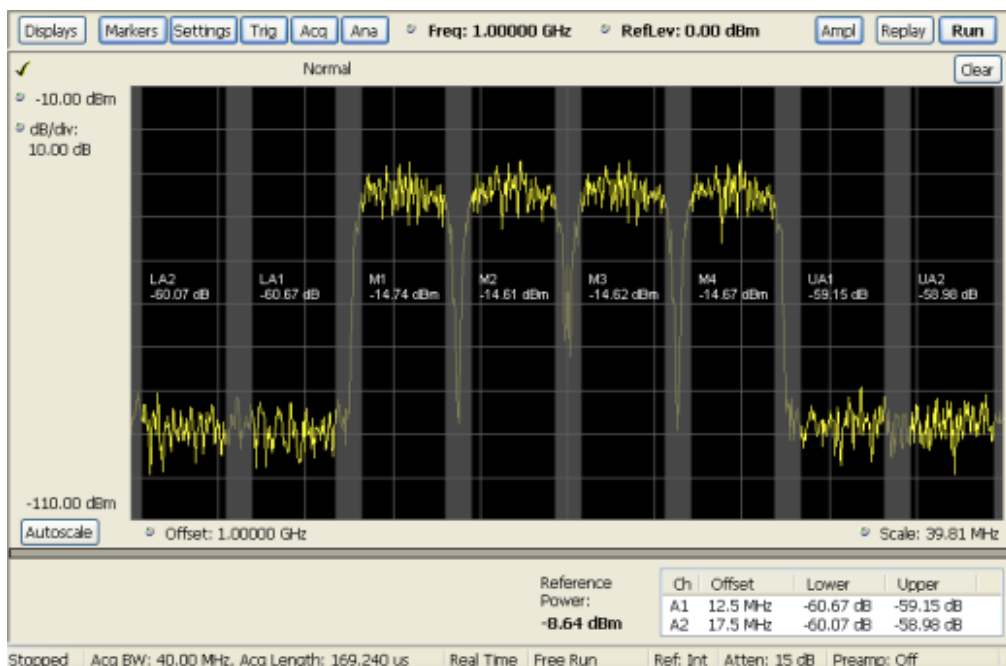 Displays Markers Settings Trig Acq Ana Freq: 1.00000 GHz RefLev: 0.00 dBm Ampl Replay Run
Normal Clear
-10.00 dBm
dB/div:
10.00 dB
LA2 LA1 M1 M2 M3 M4 UA1 UA2
-60.07 dB -60.67 dB -14.74 dBm -14.61 dBm -14.62 dBm -14.67 dBm -59.15 dB -58.98 dB
-110.00 dBm
Autoscale Offset: 1.00000 GHz Scale: 39.81 MHz
Reference
Power:
-8.64 dBm
Ch Offset Lower Upper
A1 12.5 MHz -60.67 dB -59.15 dB
A2 17.5 MHz -60.07 dB -58.98 dB
Stopped Acq BW: 40.00 MHz, Acq Length: 169.240 us Real Time Free Run Ref: Int Atten: 15 dB Preamp: Off